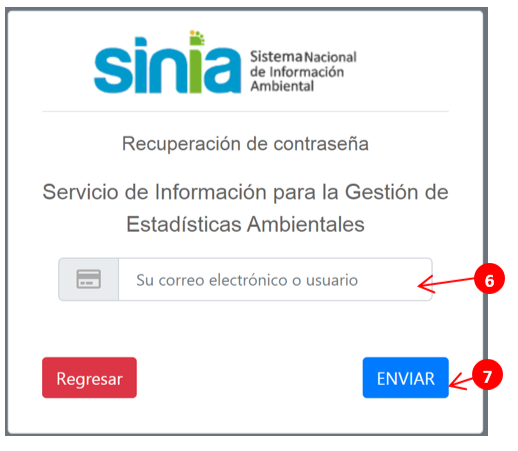 sinia
Sistema Nacional
de Información
Ambiental
Recuperación de contraseña
Servicio de Información para la Gestión de
Estadísticas Ambientales
Su correo electrónico o usuario
6
Regresar
ENVIAR
7